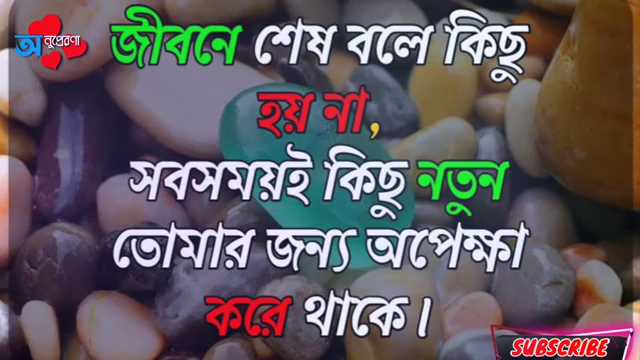 অনুপ্রেরণা
জীবনে শেষ বলে কিছু
হয় না,
সবসময়ই কিছু নতুন
তোমার জন্য অপেক্ষা
করে থাকে।
SUBSCRIBE